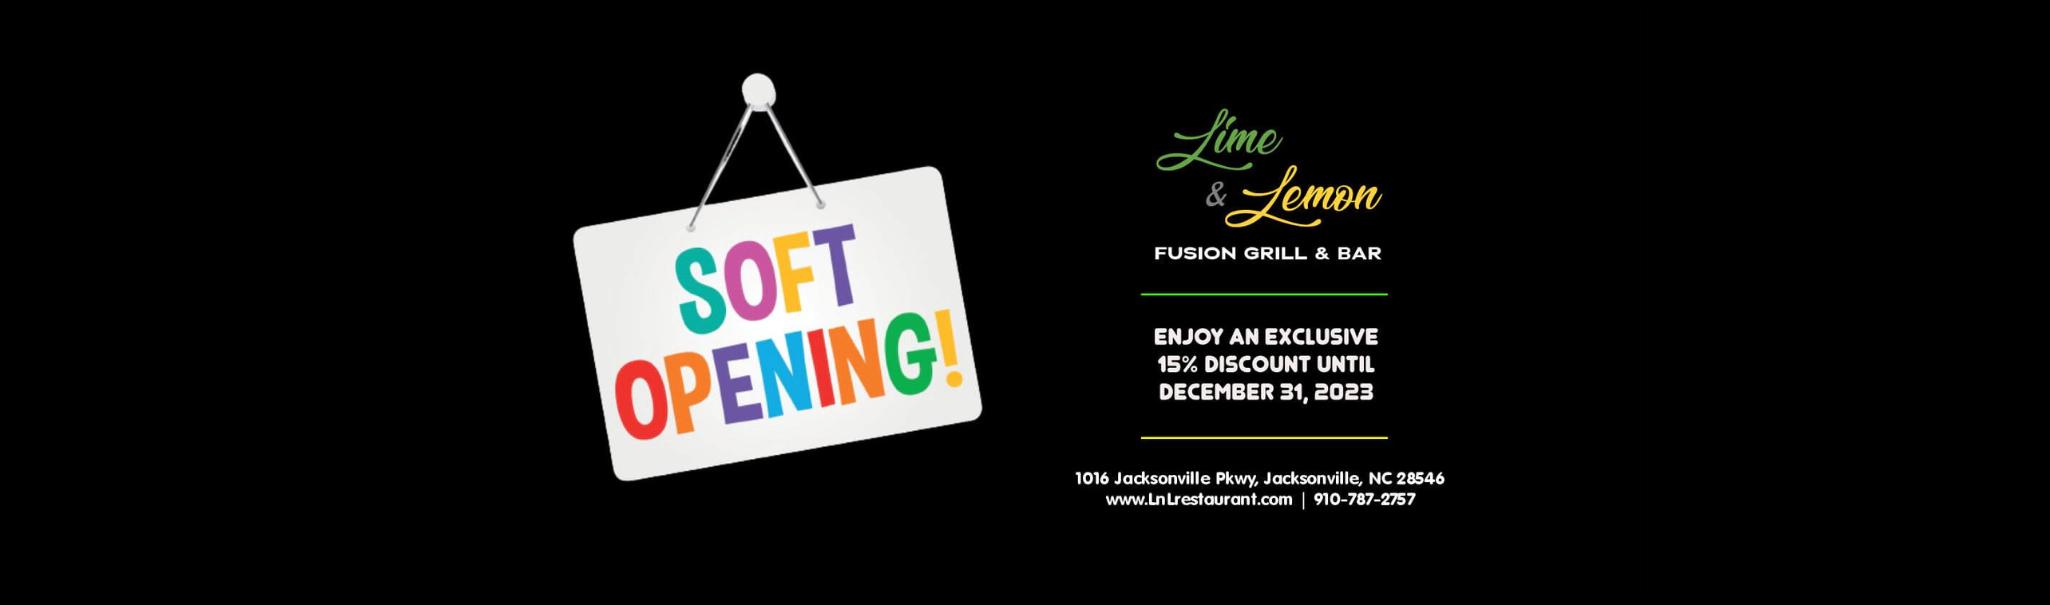 SOFT
OPENING!
Lime
& Lemon
FUSION GRILL & BAR
ENJOY AN EXCLUSIVE
15% DISCOUNT UNTIL
DECEMBER 31, 2023
1016 Jacksonville Pkwy, Jacksonville, NC 28546
www.LnLrestaurant.com | 910-787-2757